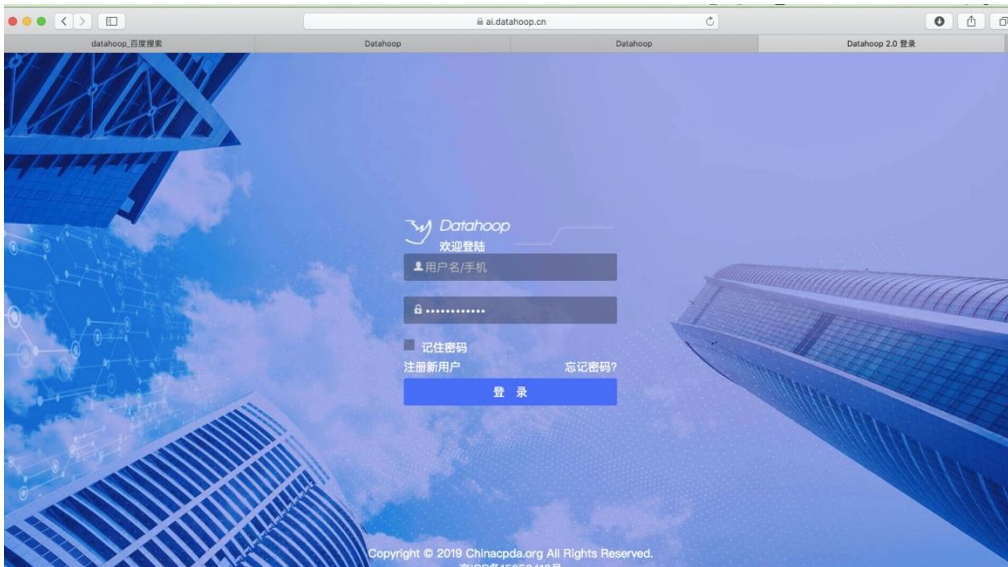 ai.datahoop.cn
datahoop_百度搜索
Datahoop
Datahoop
Datahoop 2.0 登录
Datahoop
欢迎登陆
用户名/手机
记住密码
注册新用户 忘记密码?
登 录
Copyright © 2019 Chinacpda.org All Rights Reserved.